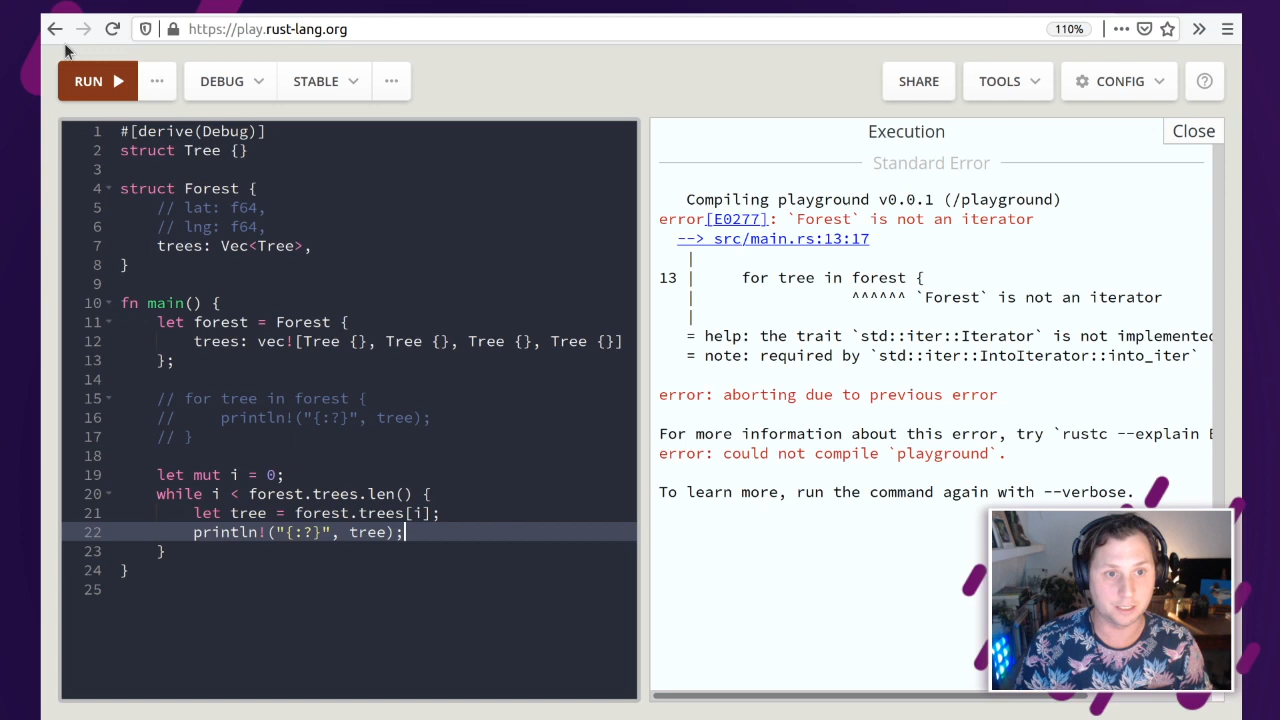 https://play.rust-lang.org
110%
RUN
DEBUG
STABLE
SHARE
TOOLS
CONFIG
1 #[derive(Debug)]
2 struct Tree {}
3
4 struct Forest {
5 // lat: f64,
6 // lng: f64,
7 trees: Vec<Tree>,
8 }
9
10 fn main() {
11 let forest = Forest {
12 trees: vec![Tree {}, Tree {}, Tree {}, Tree {}]
13 };
14
15 // for tree in forest {
16 // println!("{:?}", tree);
17 // }
18
19 let mut i = 0;
20 while i < forest.trees.len() {
21 let tree = forest.trees[i];
22 println!("{:?}", tree);
23 }
24 }
25
Execution
Close
Standard Error
Compiling playground v0.0.1 (/playground)
error[E0277]: `Forest` is not an iterator
--> src/main.rs:13:17
|
13 | for tree in forest {
| ^^^^^^ `Forest` is not an iterator
|
= help: the trait `std::iter::Iterator` is not implemented
= note: required by `std::iter::IntoIterator::into_iter`
error: aborting due to previous error
For more information about this error, try `rustc --explain E
error: could not compile `playground`.
To learn more, run the command again with --verbose.